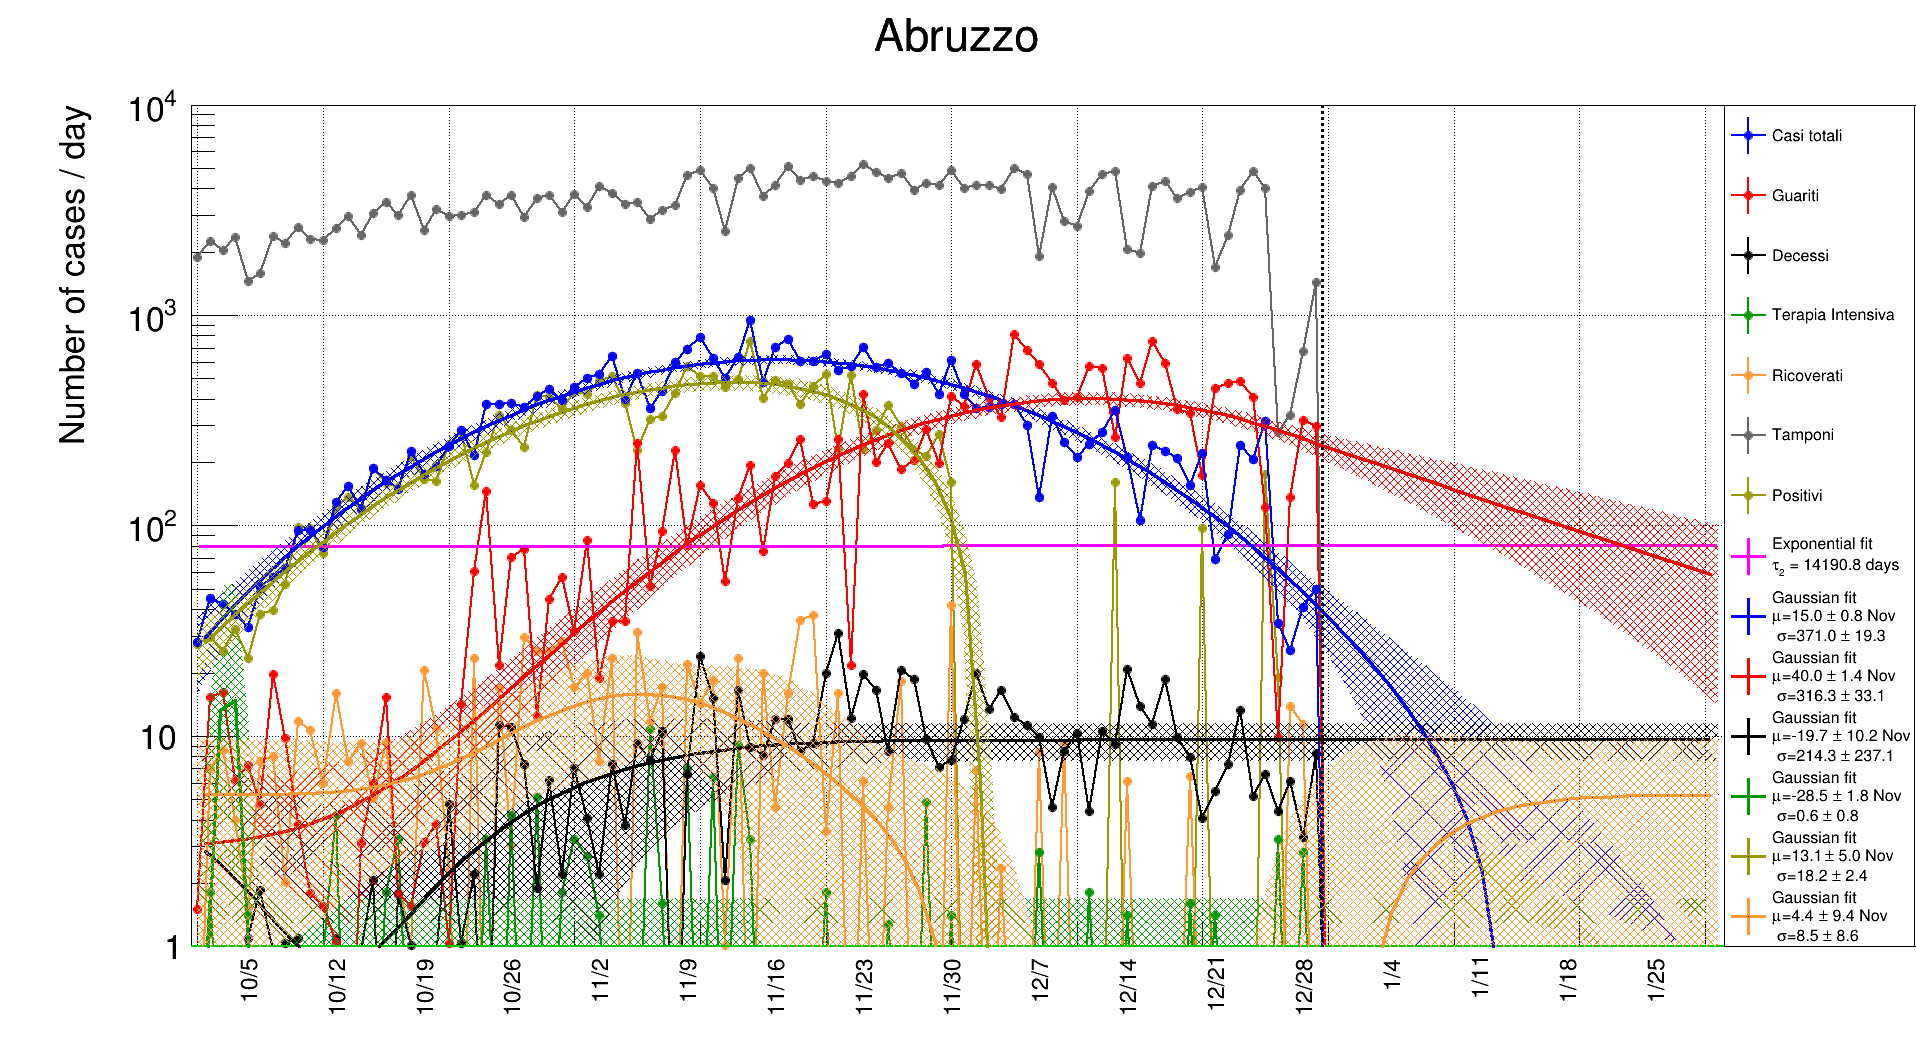 Abruzzo
Number of cases / day
10⁴
10³
10²
10
1
10/5
10/12
10/19
10/26
11/2
11/9
11/16
11/23
11/30
12/7
12/14
12/21
12/28
1/4
1/11
1/18
1/25
Casi totali
Guariti
Decessi
Terapia Intensiva
Ricoverati
Tamponi
Positivi
Exponential fit
τ₂ = 14190.8 days
Gaussian fit
μ=15.0 ± 0.8 Nov
σ=371.0 ± 19.3
Gaussian fit
μ=40.0 ± 1.4 Nov
σ=316.3 ± 33.1
Gaussian fit
μ=-19.7 ± 10.2 Nov
σ=214.3 ± 237.1
Gaussian fit
μ=-28.5 ± 1.8 Nov
σ=0.6 ± 0.8
Gaussian fit
μ=13.1 ± 5.0 Nov
σ=18.2 ± 2.4
Gaussian fit
μ=4.4 ± 9.4 Nov
σ=8.5 ± 8.6